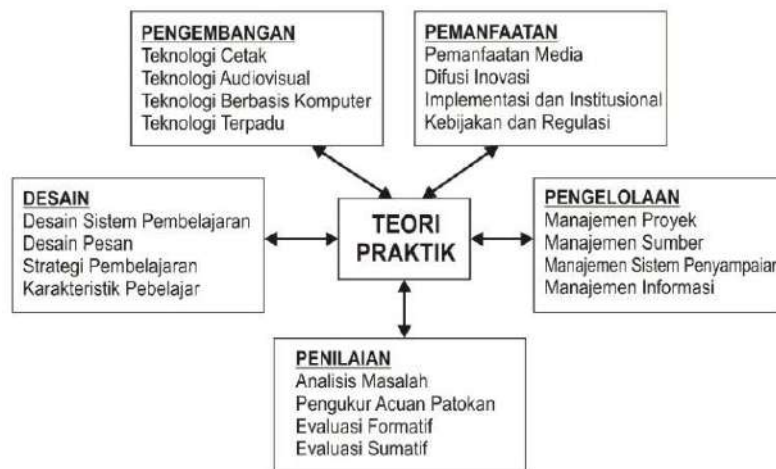 PENGEMBANGAN
Teknologi Cetak
Teknologi Audiovisual
Teknologi Berbasis Komputer
Teknologi Terpadu
PEMANFAATAN
Pemanfaatan Media
Difusi Inovasi
Implementasi dan Institusional
Kebijakan dan Regulasi
DESAIN
Desain Sistem Pembelajaran
Desain Pesan
Strategi Pembelajaran
Karakteristik Pebelajar
TEORI
PRAKTIK
PENGELOLAAN
Manajemen Proyek
Manajemen Sumber
Manajemen Sistem Penyampaian
Manajemen Informasi
PENILAIAN
Analisis Masalah
Pengukur Acuan Patokan
Evaluasi Formatif
Evaluasi Sumatif